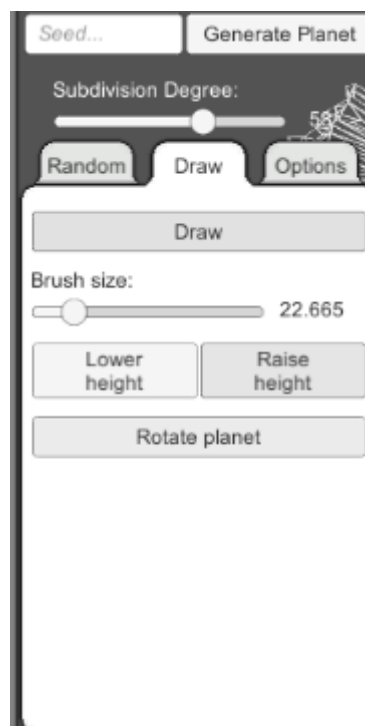 Seed...
Generate Planet
Subdivision Degree:
Random
Draw
Options
Draw
Brush size:
22.665
Lower
height
Raise
height
Rotate planet